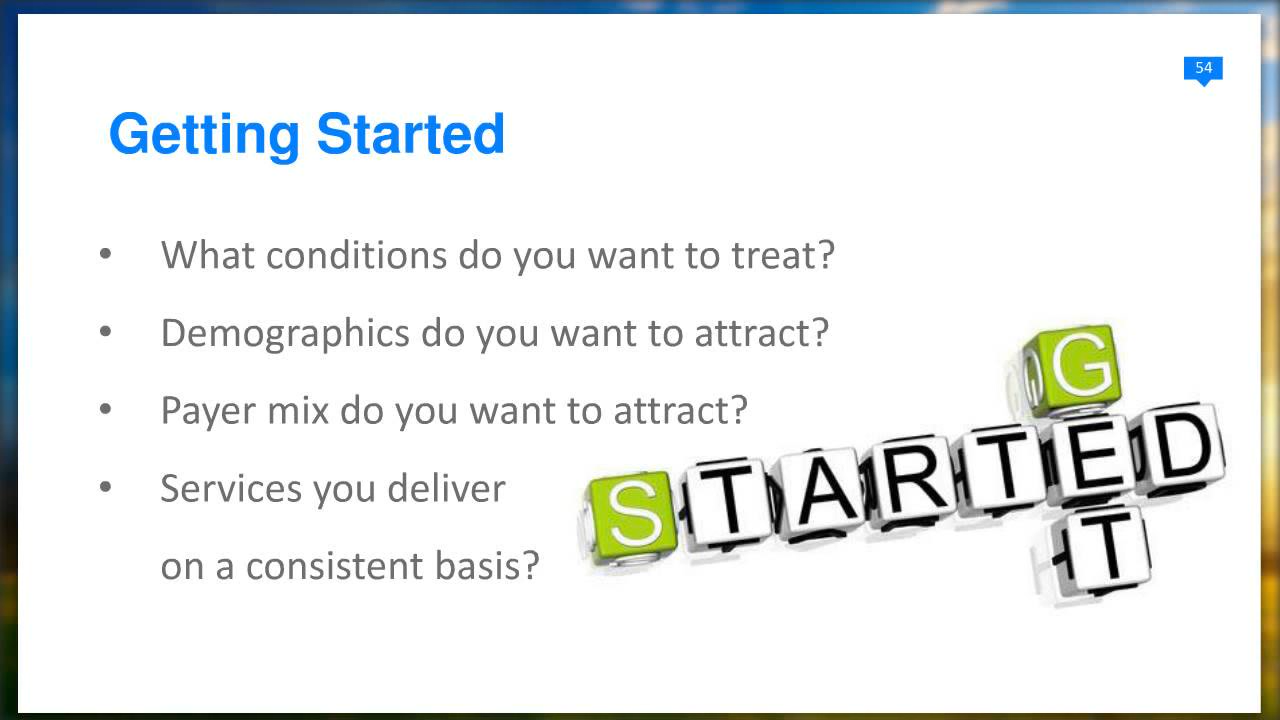 54
Getting Started
• What conditions do you want to treat?
• Demographics do you want to attract?
• Payer mix do you want to attract?
• Services you deliver
on a consistent basis?
G
STARTED
T